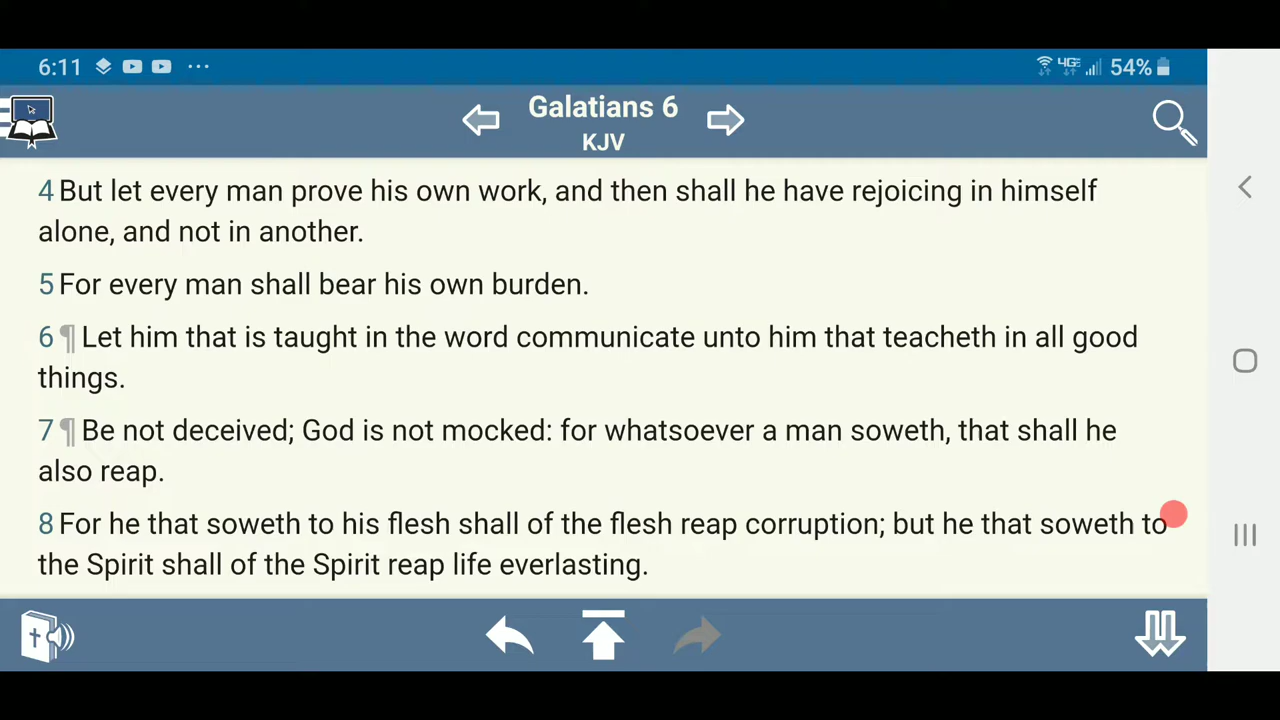 6:11 ... 4GE 54%
Galatians 6
KJV
4 But let every man prove his own work, and then shall he have rejoicing in himself
alone, and not in another.
5 For every man shall bear his own burden.
6 ¶ Let him that is taught in the word communicate unto him that teacheth in all good
things.
7 ¶ Be not deceived; God is not mocked: for whatsoever a man soweth, that shall he
also reap.
8 For he that soweth to his flesh shall of the flesh reap corruption; but he that soweth to
the Spirit shall of the Spirit reap life everlasting.